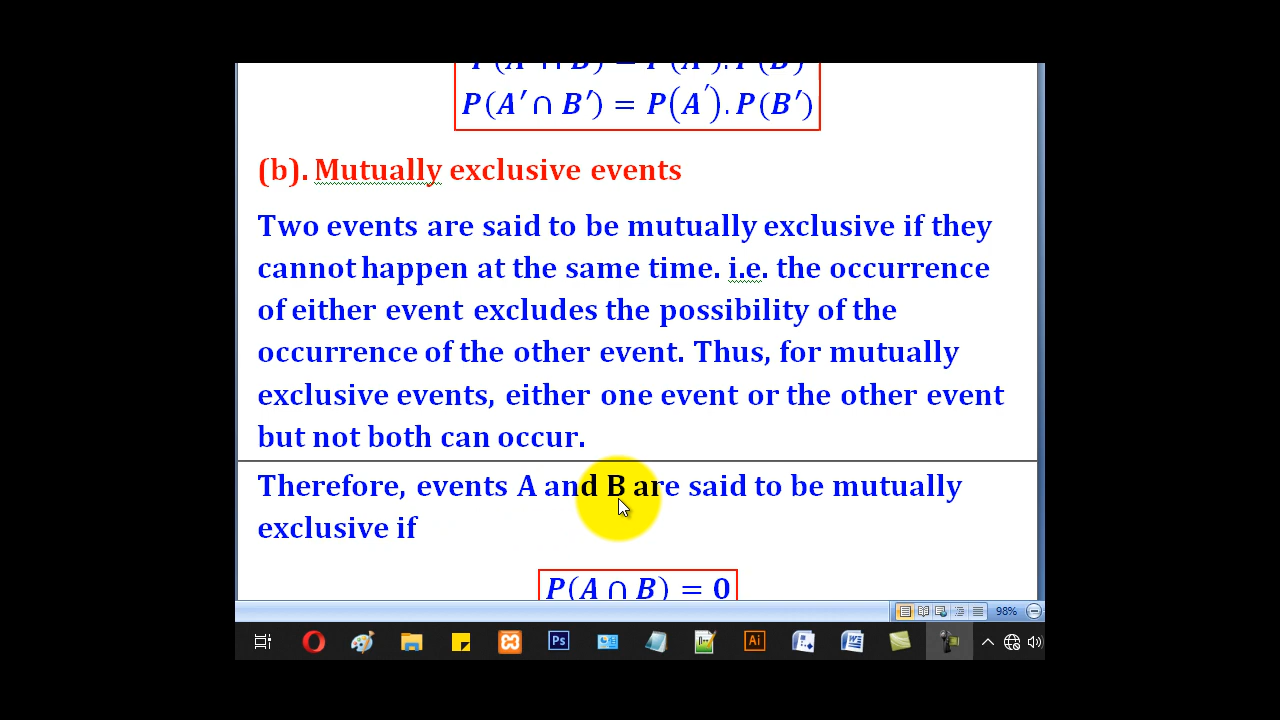 P(A′ ∩ B) = P(A′). P(B)
P(A′ ∩ B′) = P(A′). P(B′)
(b). Mutually exclusive events
Two events are said to be mutually exclusive if they
cannot happen at the same time. i.e. the occurrence
of either event excludes the possibility of the
occurrence of the other event. Thus, for mutually
exclusive events, either one event or the other event
but not both can occur.
Therefore, events A and B are said to be mutually
exclusive if
P(A ∩ B) = 0
98%
Ps
Ai